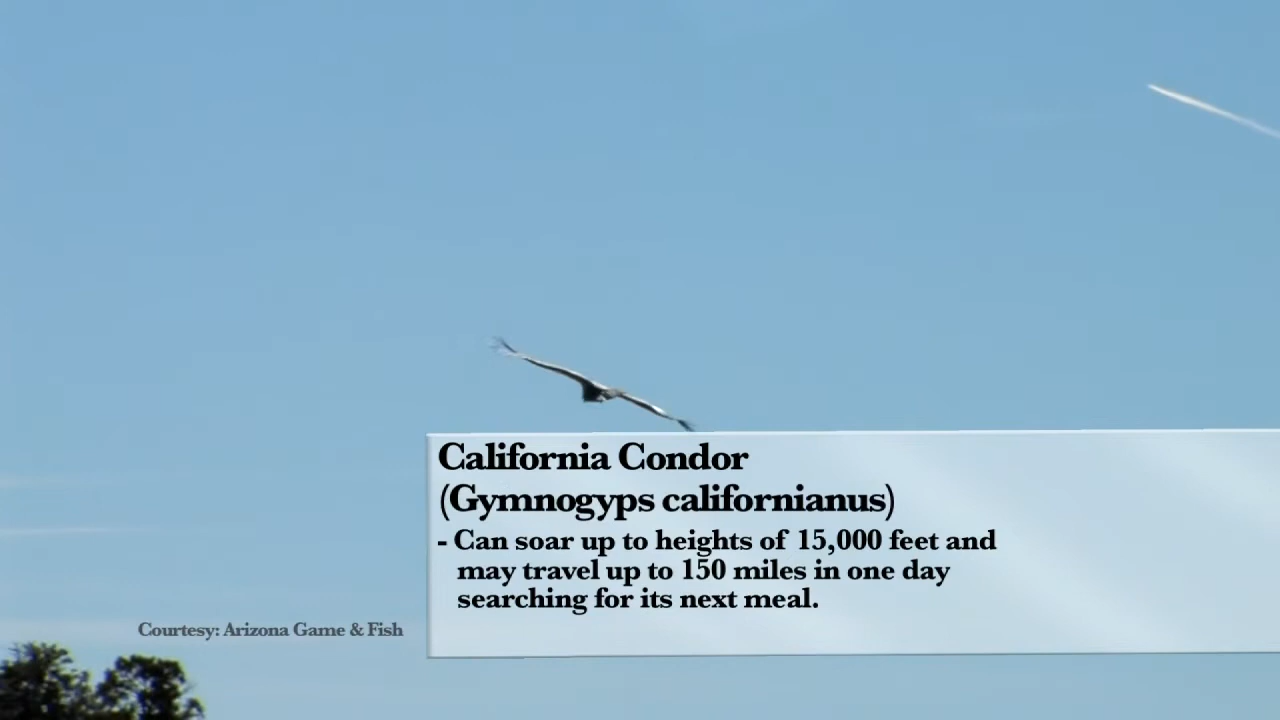 California Condor
(Gymnogyps californianus)
- Can soar up to heights of 15,000 feet and
may travel up to 150 miles in one day
searching for its next meal.
Courtesy: Arizona Game & Fish